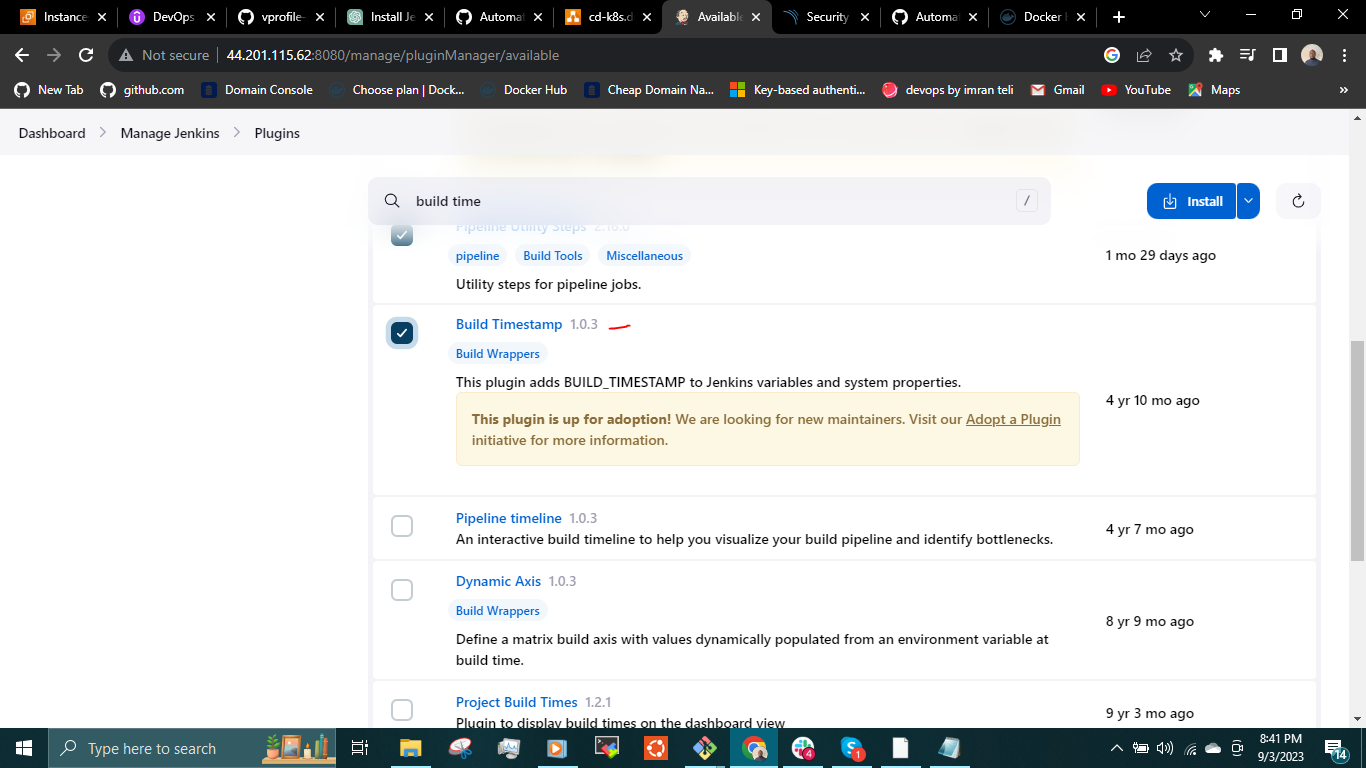 Instance
DevOps
vprofile-
Install Je
Automat
cd-k8s.d
Available
Security
Automat
Docker
Not secure
44.201.115.62:8080/manage/pluginManager/available
New Tab
github.com
Domain Console
Choose plan | Dock...
Docker Hub
Cheap Domain Na...
Key-based authenti...
devops by imran teli
Gmail
YouTube
Maps
»
Dashboard
Manage Jenkins
Plugins
build time
/
Install
Pipeline Utility Steps 2.16.0
pipeline Build Tools Miscellaneous
1 mo 29 days ago
Utility steps for pipeline jobs.
Build Timestamp 1.0.3
Build Wrappers
This plugin adds BUILD_TIMESTAMP to Jenkins variables and system properties.
4 yr 10 mo ago
This plugin is up for adoption! We are looking for new maintainers. Visit our Adopt a Plugin
initiative for more information.
Pipeline timeline 1.0.3
An interactive build timeline to help you visualize your build pipeline and identify bottlenecks.
4 yr 7 mo ago
Dynamic Axis 1.0.3
Build Wrappers
Define a matrix build axis with values dynamically populated from an environment variable at
build time.
8 yr 9 mo ago
Project Build Times 1.2.1
Plugin to display build times on the dashboard view
9 yr 3 mo ago
Type here to search
4
1
8:41 PM
9/3/2023
14